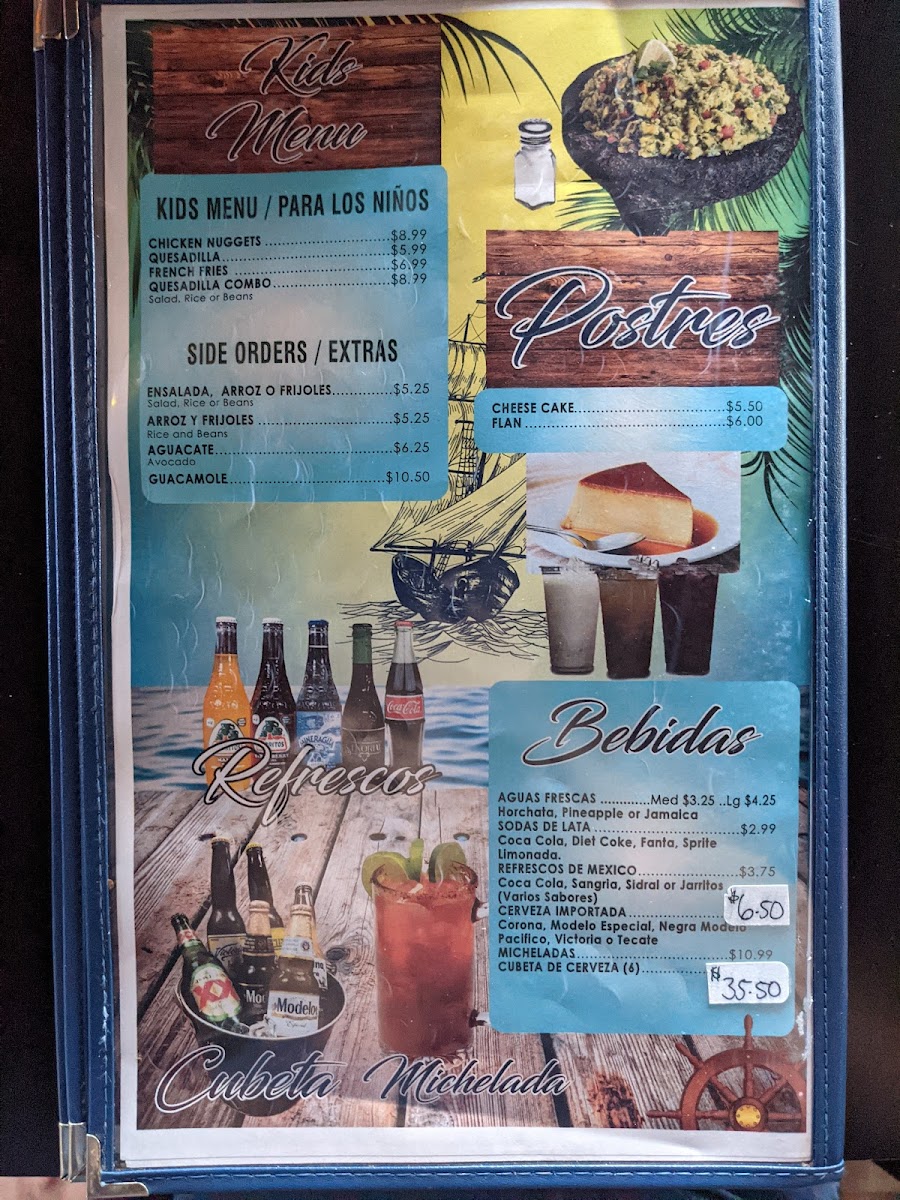 Kids
Menu
KIDS MENU / PARA LOS NIÑOS
CHICKEN NUGGETS ..............................$8.99
QUESADILLA........................................$5.99
FRENCH FRIES ......................................$6.99
QUESADILLA COMBO............................$8.99
Salad, Rice or Beans
SIDE ORDERS / EXTRAS
ENSALADA, ARROZ O FRIJOLES..............$5.25
Salad, Rice or Beans
ARROZ Y FRIJOLES ...............................$5.25
Rice and Beans
AGUACATE...........................................$6.25
Avocado
GUACAMOLE......................................$10.50
Postres
CHEESE CAKE......................................$5.50
FLAN ...................................................$6.00
Refrescos
Coca-Cola
Bebidas
AGUAS FRESCAS .............Med $3.25 ..Lg $4.25
Horchata, Pineapple or Jamaica
SODAS DE LATA .....................................$2.99
Coca Cola, Diet Coke, Fanta, Sprite
Limonada.
REFRESCOS DE MEXICO..........................$3.75
Coca Cola, Sangria, Sidral or Jarritos
(Varios Sabores)
CERVEZA IMPORTADA........................ $6.50
Corona, Modelo Especial, Negra Modelo
Pacifico, Victoria o Tecate
MICHELADAS......................................$10.99
CUBETA DE CERVEZA (6)................ $35.50
XX
Modelo
Especial
Cubeta
Michelada